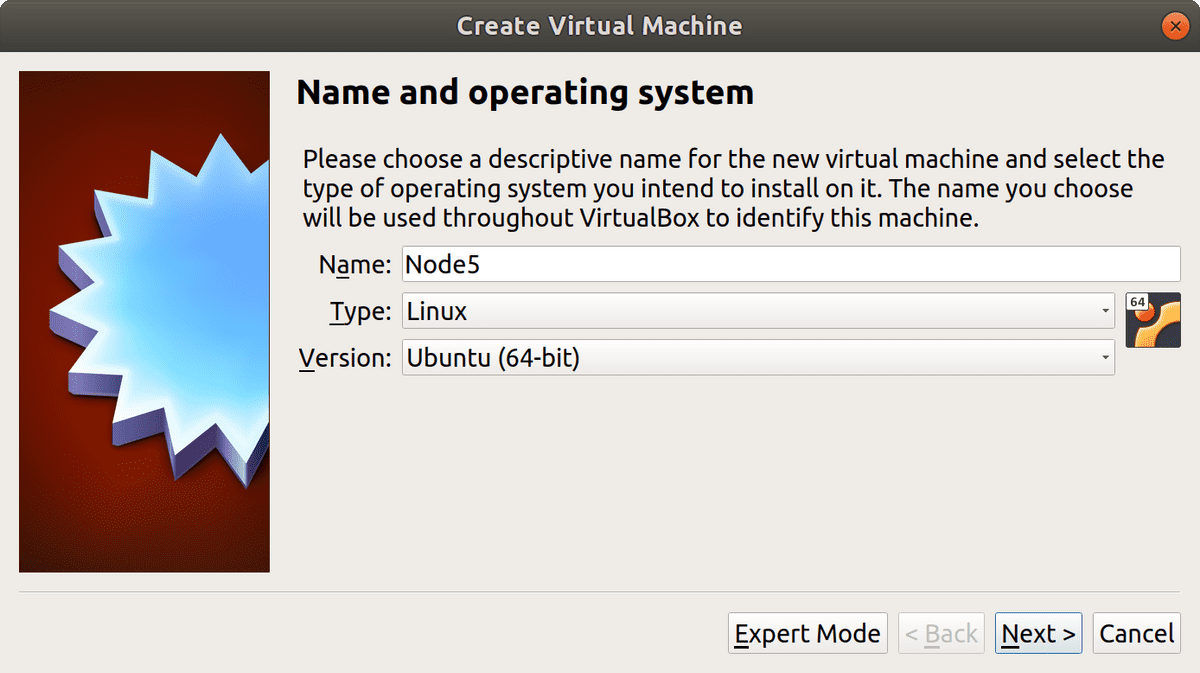 Create Virtual Machine
Name and operating system
Please choose a descriptive name for the new virtual machine and select the
type of operating system you intend to install on it. The name you choose
will be used throughout VirtualBox to identify this machine.
Name: Node5
Type: Linux
64
Version: Ubuntu (64-bit)
Expert Mode < Back Next > Cancel